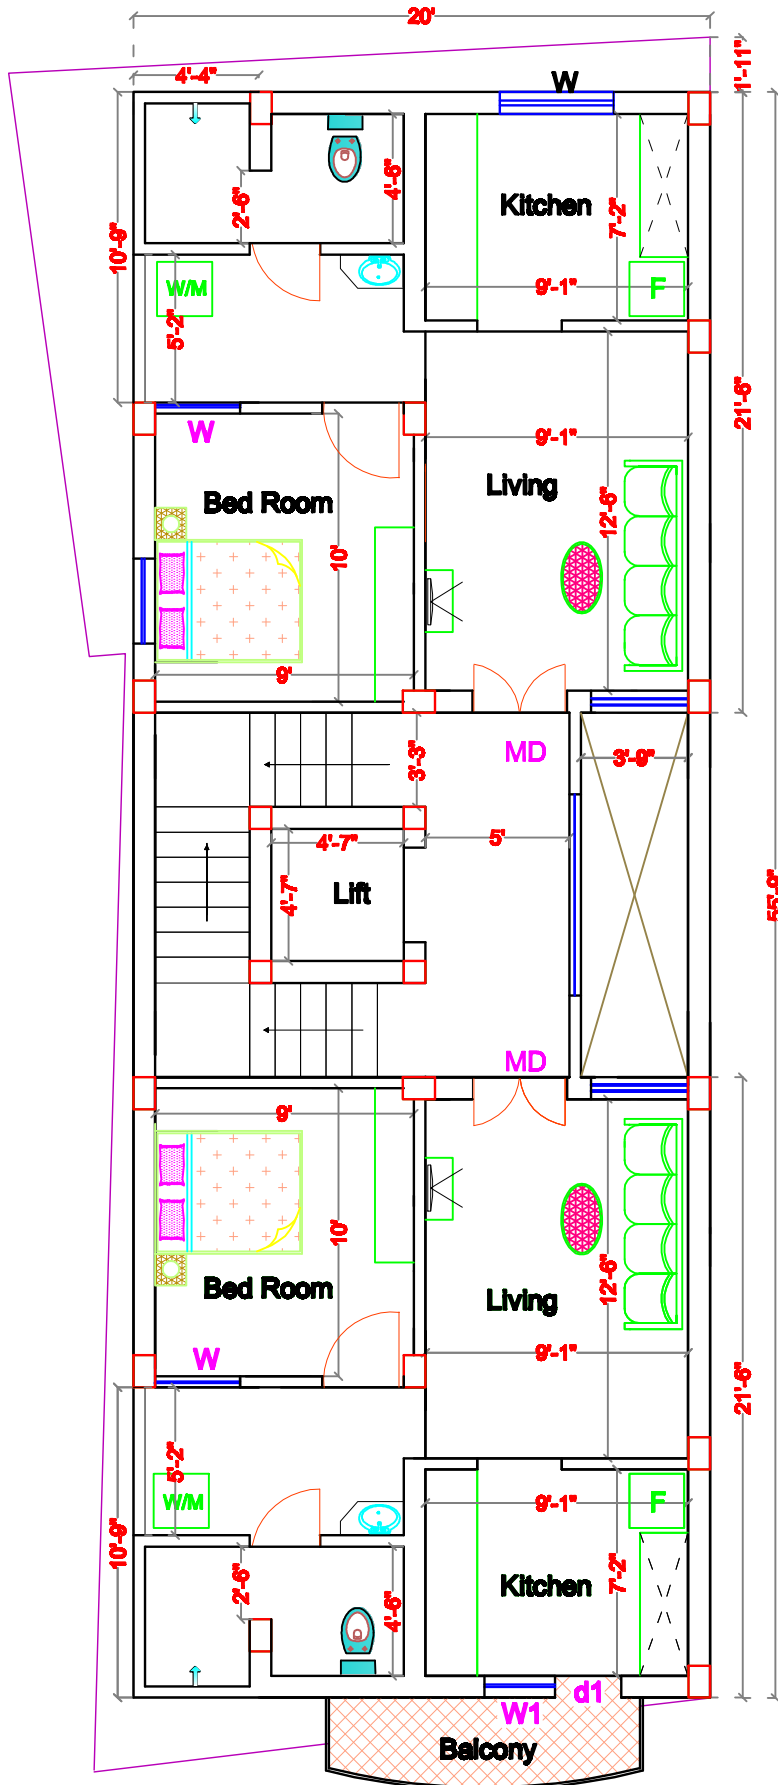 20'
1'-11"
4'-4"
W
4'-6"
Kitchen
2'-6"
7'-2"
10'-9"
W/M
9'-1"
F
5'-2"
21'-6"
W
9'-1"
Living
Bed Room
12'-6"
10'
9'
MD
3'-3"
3'-9"
4'-7"
5'
Lift
4'-7"
55'-9"
MD
9'
10'
Bed Room
12'-6"
Living
W
9'-1"
21'-6"
5'-2"
W/M
9'-1"
F
10'-9"
2'-6"
4'-6"
Kitchen
7'-2"
d1
W1
Balcony